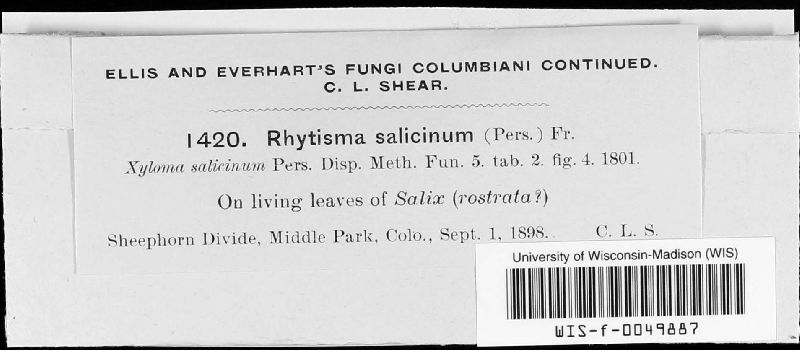 ELLIS AND EVERHART'S FUNGI COLUMBIANI CONTINUED.
C. L. SHEAR.
1420. Rhytisma salicinum (Pers.) Fr.
Xyloma salicinum Pers. Disp. Meth. Fun. 5. tab. 2. fig. 4. 1801.
On living leaves of Salix (rostrata?)
Sheephorn Divide, Middle Park, Colo., Sept. 1, 1898. C. L. S.
University of Wisconsin-Madison (WIS)
WIS-f-0049887